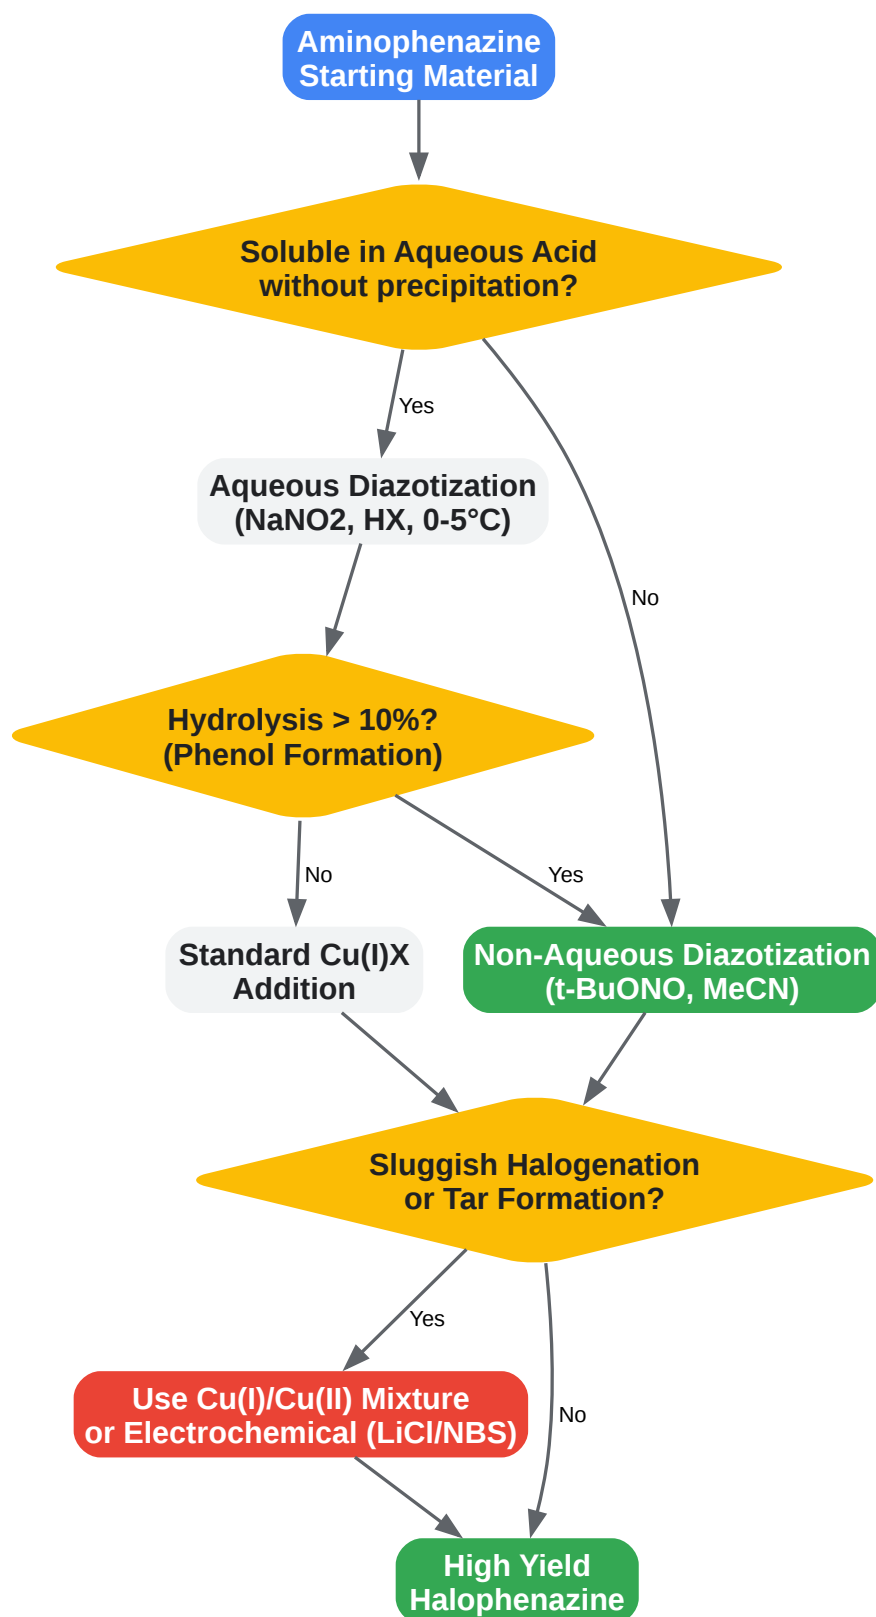 Aminophenazine
Starting Material
Soluble in Aqueous Acid
without precipitation?
Yes
Aqueous Diazotization
(NaNO2, HX, 0-5°C)
No
Hydrolysis > 10%?
(Phenol Formation)
No
Yes
Standard Cu(I)X
Addition
Non-Aqueous Diazotization
(t-BuONO, MeCN)
Sluggish Halogenation
or Tar Formation?
Yes
Use Cu(I)/Cu(II) Mixture
or Electrochemical (LiCl/NBS)
No
High Yield
Halophenazine